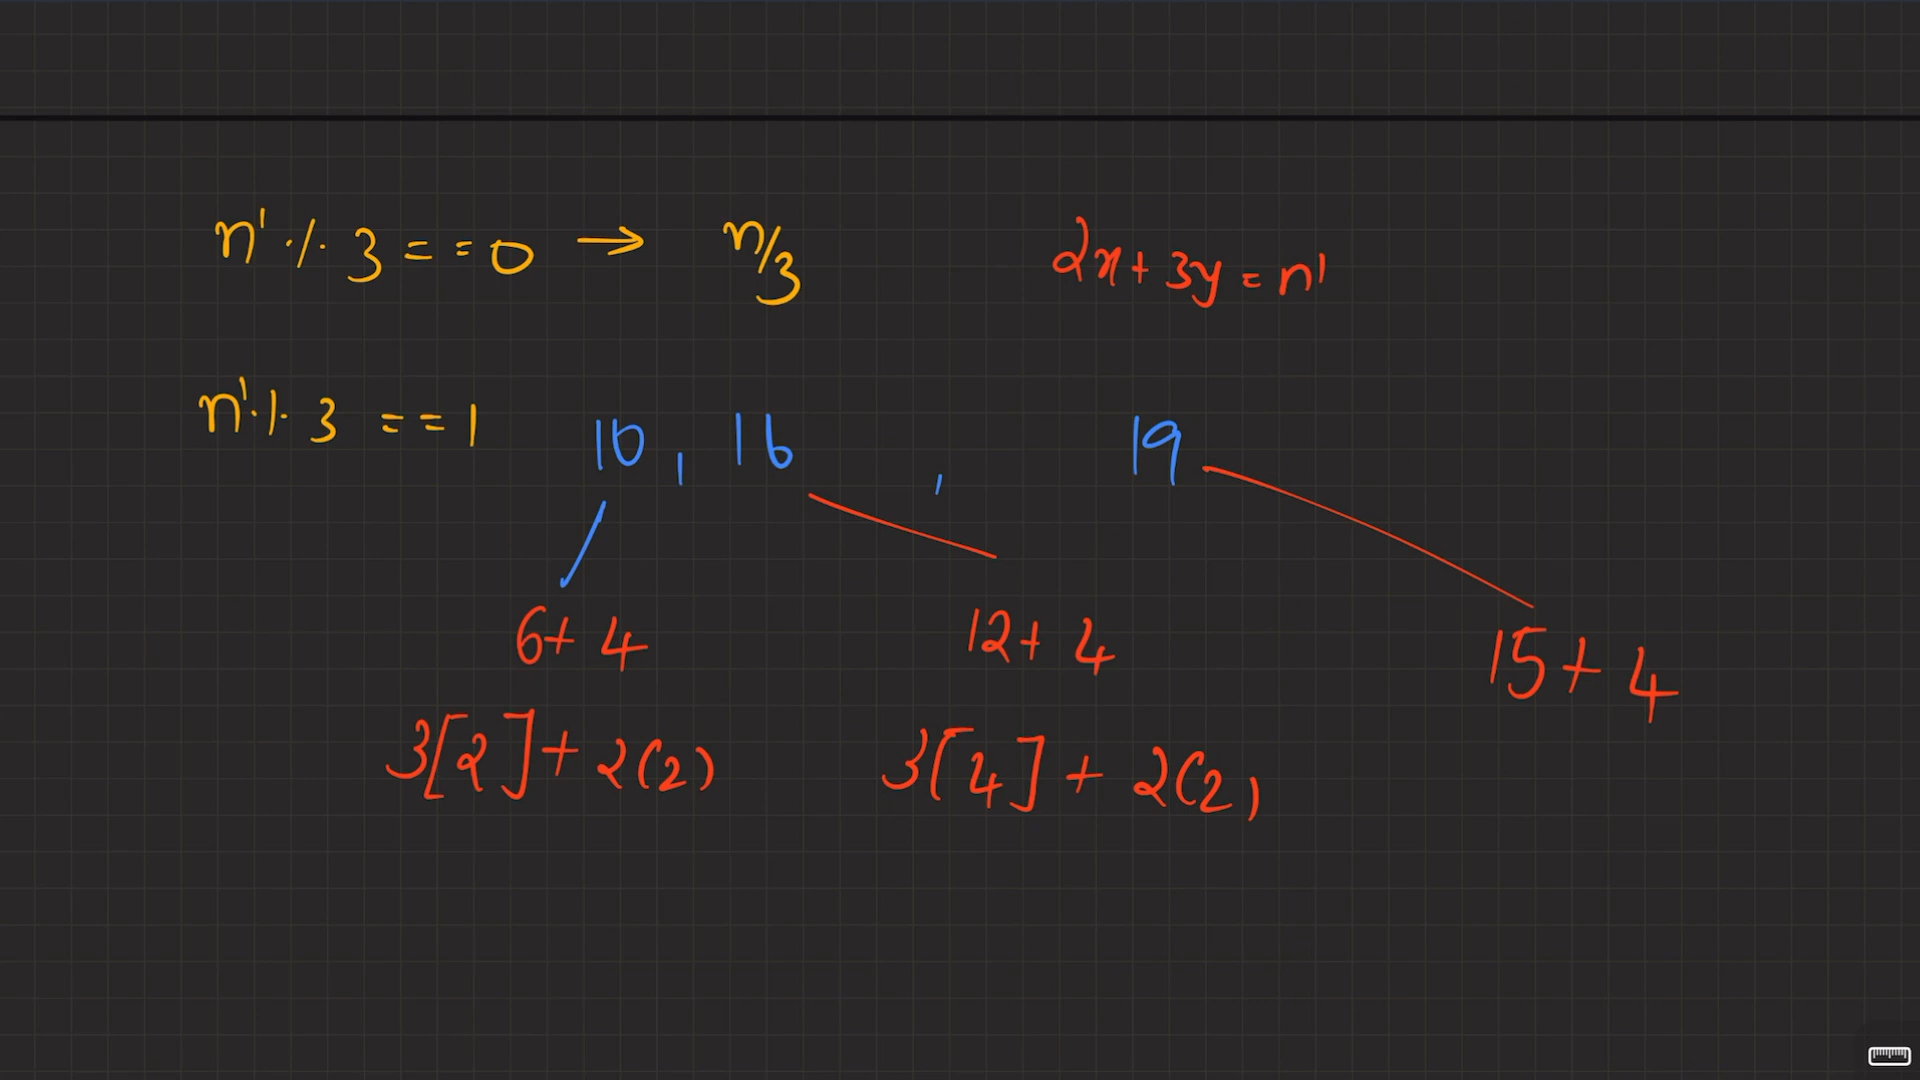 n' % 3 == 0 → n/3
2x + 3y = n'
n' % 3 == 1
10, 16, 19
6 + 4
12 + 4
15 + 4
3[2] + 2(2)
3[4] + 2(2)